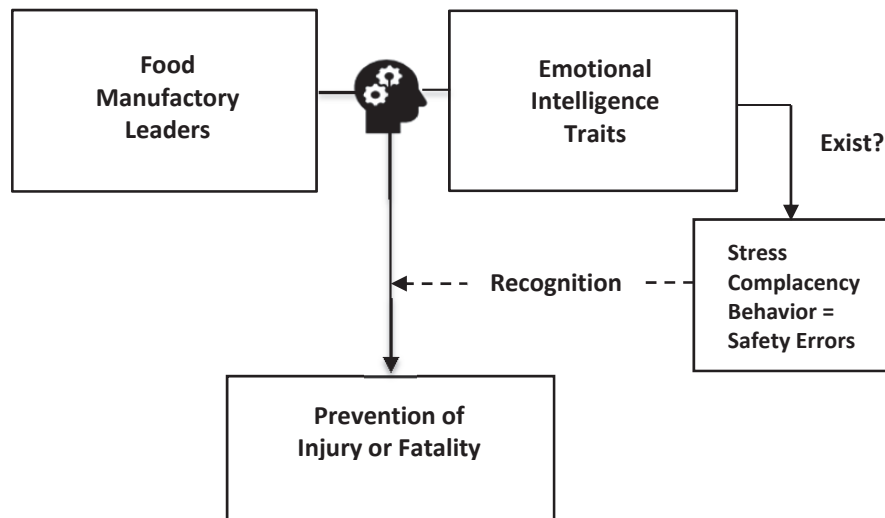 Food
Manufactory
Leaders
Emotional
Intelligence
Traits
Exist?
Stress
Complacency
Behavior =
Safety Errors
Recognition
Prevention of
Injury or Fatality